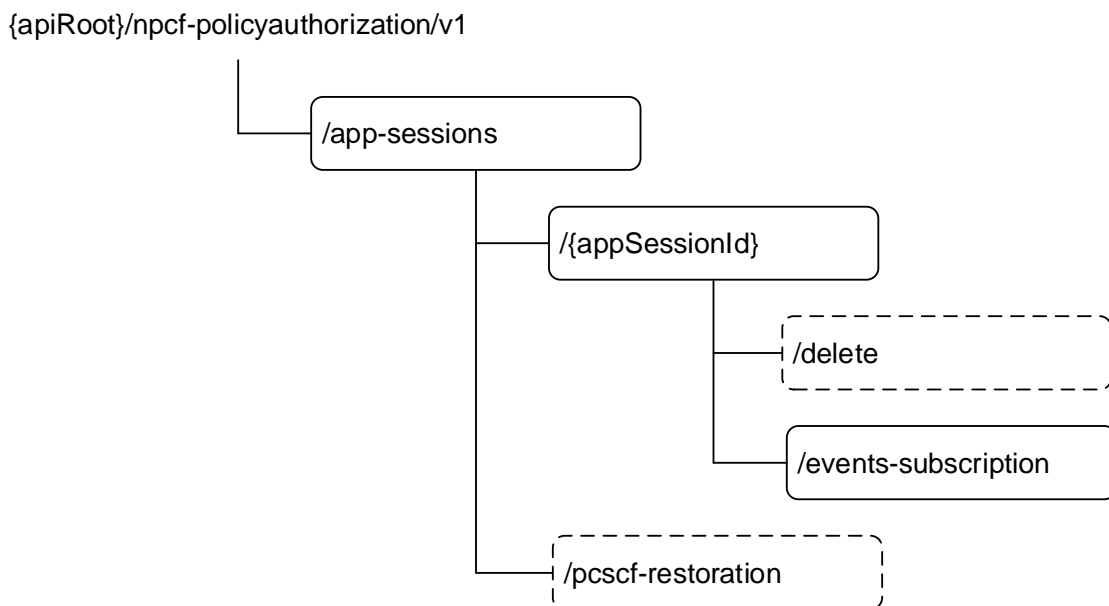 {apiRoot}/npcf-policyauthorization/v1
/app-sessions
/{appSessionId}
/delete
/events-subscription
/pcscf-restoration